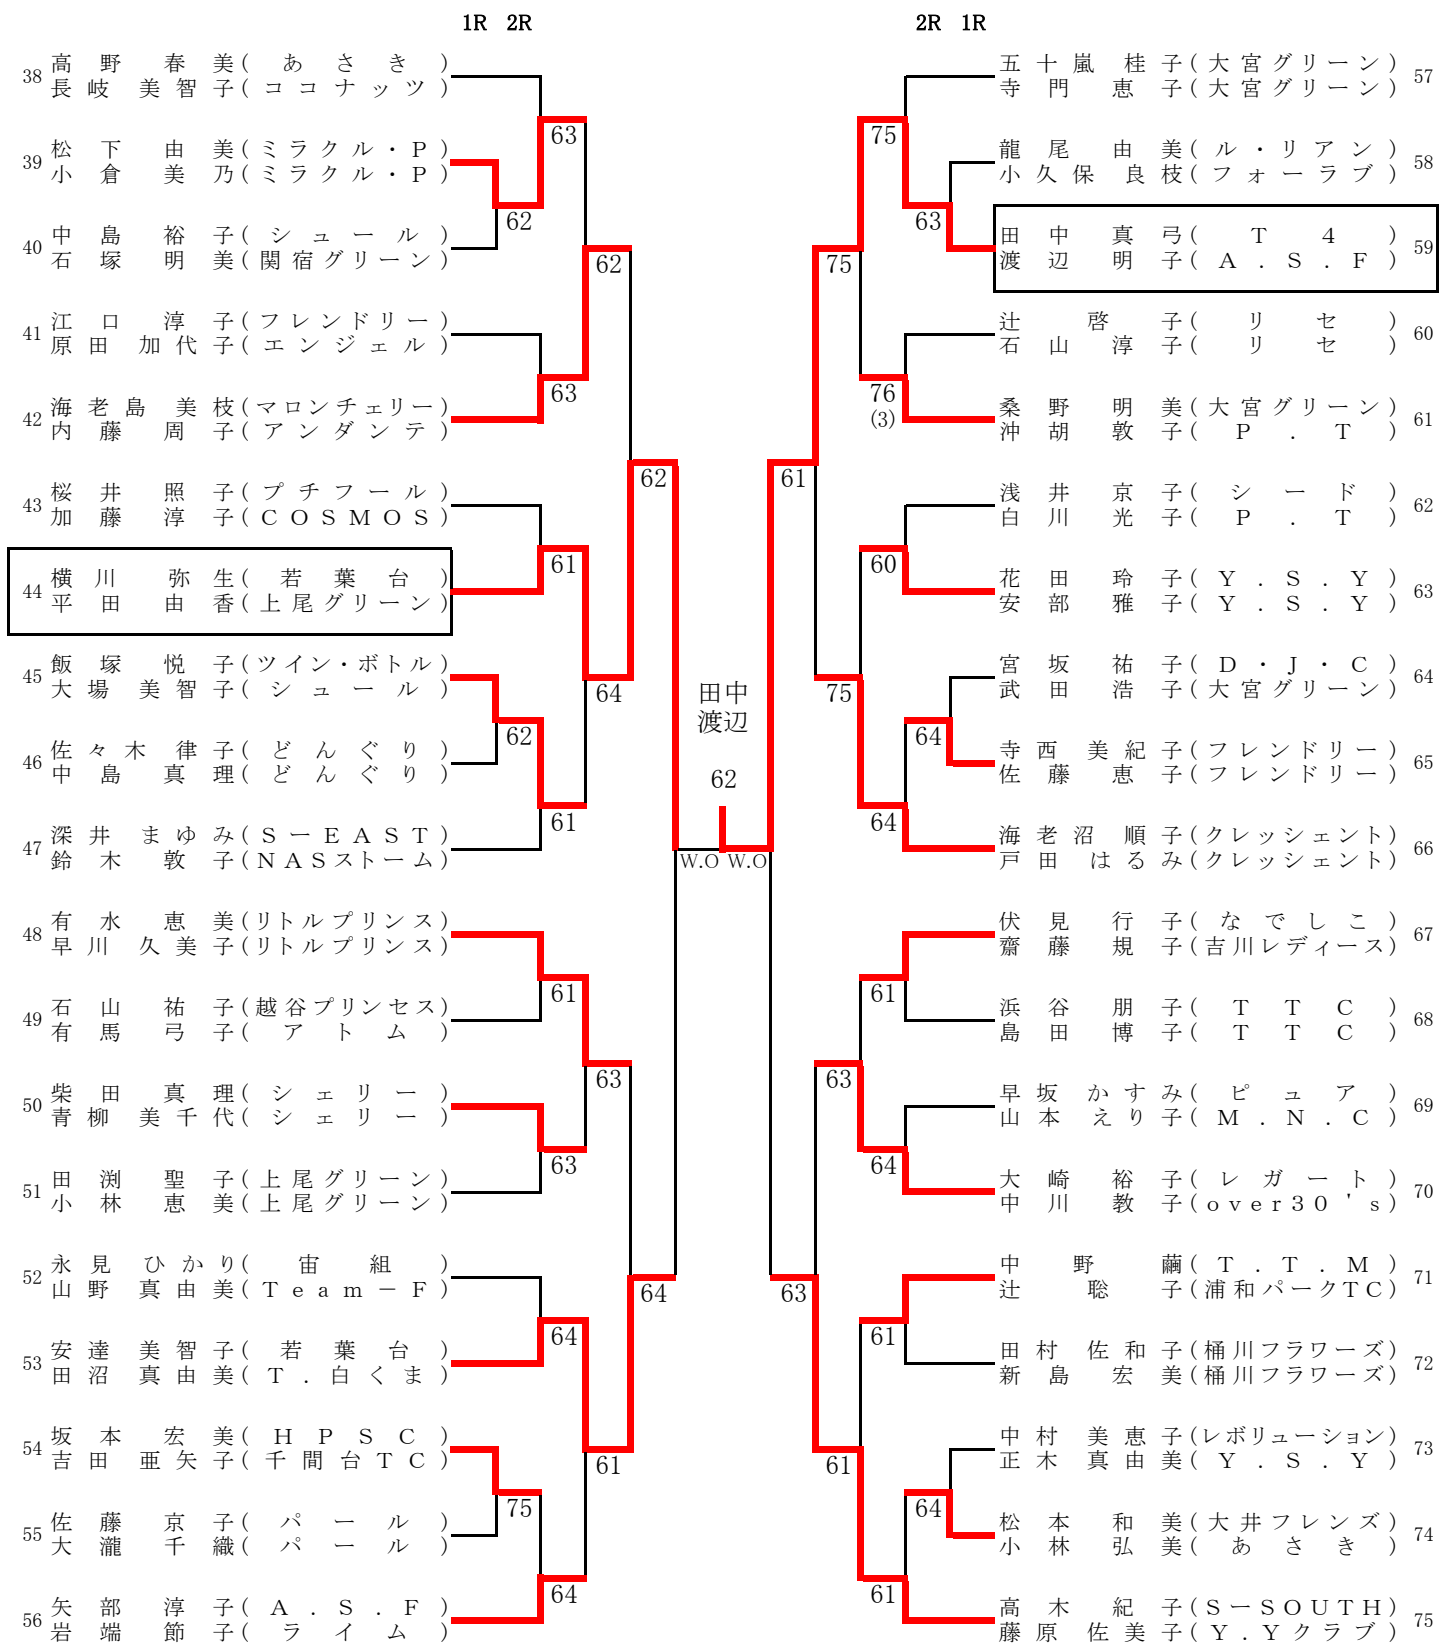 1R 2R
38 高野春美(あさき)
長岐美智子(ココナッツ)
39 松下由美(ミラクル・P)
小倉美乃(ミラクル・P)
40 中島裕子(シュール)
石塚明美(関宿グリーン)
41 江口淳子(フレンドリー)
原田加代子(エンジェル)
42 海老島美枝(マロンチェリー)
内藤周子(アンダンテ)
43 桜井照子(プチフール)
加藤淳子(COSMOS)
44 横川弥生(若葉台)
平田由香(上尾グリーン)
45 飯塚悦子(ツイン・ボトル)
大場美智子(シュール)
46 佐々木律子(どんぐり)
中島真理(どんぐり)
47 深井まゆみ(SーEAST)
鈴木敦子(NASストーム)
48 有水恵美(リトルプリンス)
早川久美子(リトルプリンス)
49 石山祐子(越谷プリンセス)
有馬弓子(アトム)
50 柴田真理(シェリー)
青柳美千代(シェリー)
51 田渕聖子(上尾グリーン)
小林恵美(上尾グリーン)
52 永見ひかり(宙組)
山野真由美(Team－F)
53 安達美智子(若葉台)
田沼真由美(T.白くま)
54 坂本宏美(HPSC)
吉田亜矢子(千間台TC)
55 佐藤京子(パール)
大瀧千織(パール)
56 矢部淳子(A.S.F)
岩端節子(ライム)
63
62
62
63
62
61
64
62
61
61
63
63
64
64
61
75
64
田中
渡辺
62
W.O W.O
2R 1R
75
63
75
76
(3)
61
60
75
64
64
61
63
64
63
61
61
64
61
五十嵐桂子(大宮グリーン) 57
寺門恵子(大宮グリーン)
龍尾由美(ル・リアン) 58
小久保良枝(フォーラブ)
田中真弓(T4) 59
渡辺明子(A.S.F)
辻啓子(リセ) 60
石山淳子(リセ)
桑野明美(大宮グリーン) 61
沖胡敦子(P.T)
浅井京子(シード) 62
白川光子(P.T)
花田玲子(Y.S.Y) 63
安部雅子(Y.S.Y)
宮坂祐子(D・J・C) 64
武田浩子(大宮グリーン)
寺西美紀子(フレンドリー) 65
佐藤恵子(フレンドリー)
海老沼順子(クレッシェント) 66
戸田はるみ(クレッシェント)
伏見行子(なでしこ) 67
齋藤規子(吉川レディース)
浜谷朋子(TTC) 68
島田博子(TTC)
早坂かすみ(ピュア) 69
山本えり子(M.N.C)
大崎裕子(レガート) 70
中川教子(over30's)
中野繭(T.T.M) 71
辻聡子(浦和パークTC)
田村佐和子(桶川フラワーズ) 72
新島宏美(桶川フラワーズ)
中村美恵子(レボリューション) 73
正木真由美(Y.S.Y)
松本和美(大井フレンズ) 74
小林弘美(あさき)
高木紀子(SーSOUTH) 75
藤原佐美子(Y.Yクラブ)